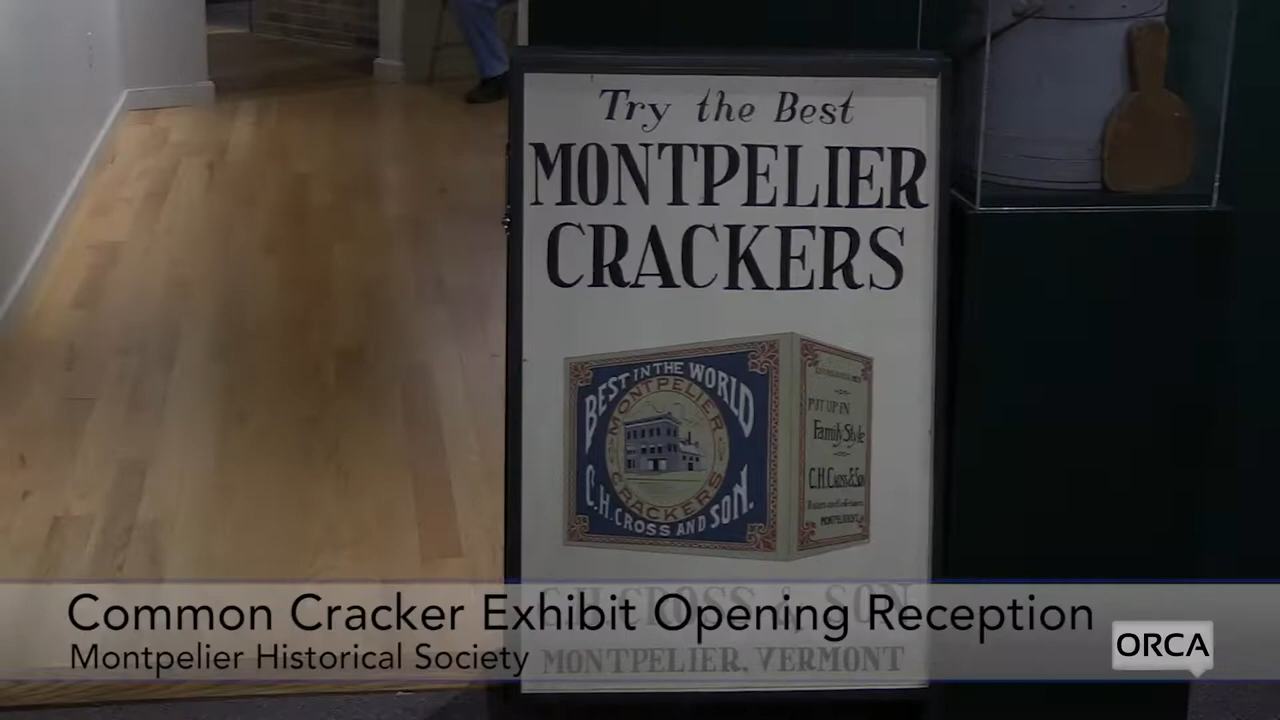 Try the Best
MONTPELIER
CRACKERS
BEST IN THE WORLD
MONTPELIER
CRACKERS
C.H. CROSS AND SON.
PUT UP IN
Family Style
C.H. CROSS & SON
MONTPELIER VT.
C.H. CROSS & SON
MONTPELIER, VERMONT
Common Cracker Exhibit Opening Reception
Montpelier Historical Society
ORCA